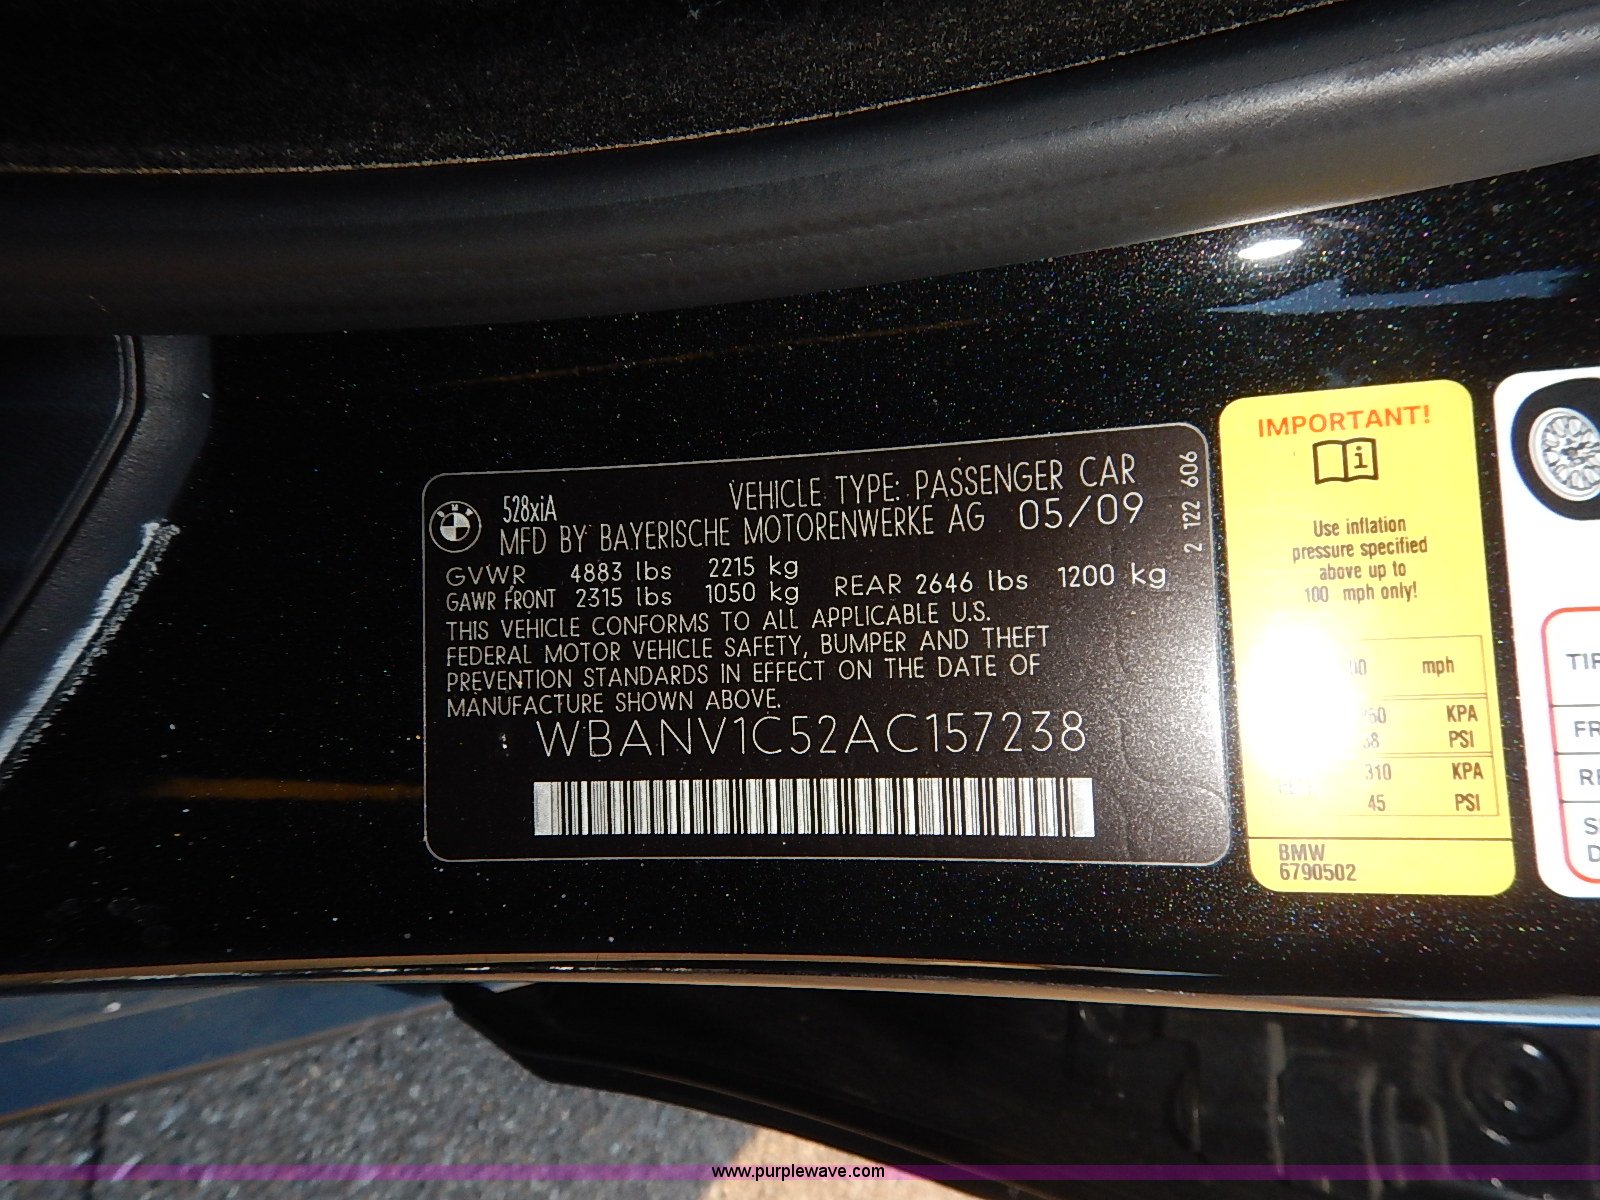 528xiA
VEHICLE TYPE: PASSENGER CAR
MFD BY BAYERISCHE MOTORENWERKE AG 05/09
GVWR 4883 lbs 2215 kg
GAWR FRONT 2315 lbs 1050 kg REAR 2646 lbs 1200 kg
THIS VEHICLE CONFORMS TO ALL APPLICABLE U.S.
FEDERAL MOTOR VEHICLE SAFETY, BUMPER AND THEFT
PREVENTION STANDARDS IN EFFECT ON THE DATE OF
MANUFACTURE SHOWN ABOVE.
WBANV1C52AC157238
2 122 606
IMPORTANT!
Use inflation
pressure specified
above up to
100 mph only!
mph
KPA
PSI
310 KPA
45 PSI
BMW
6790502
www.purplewave.com